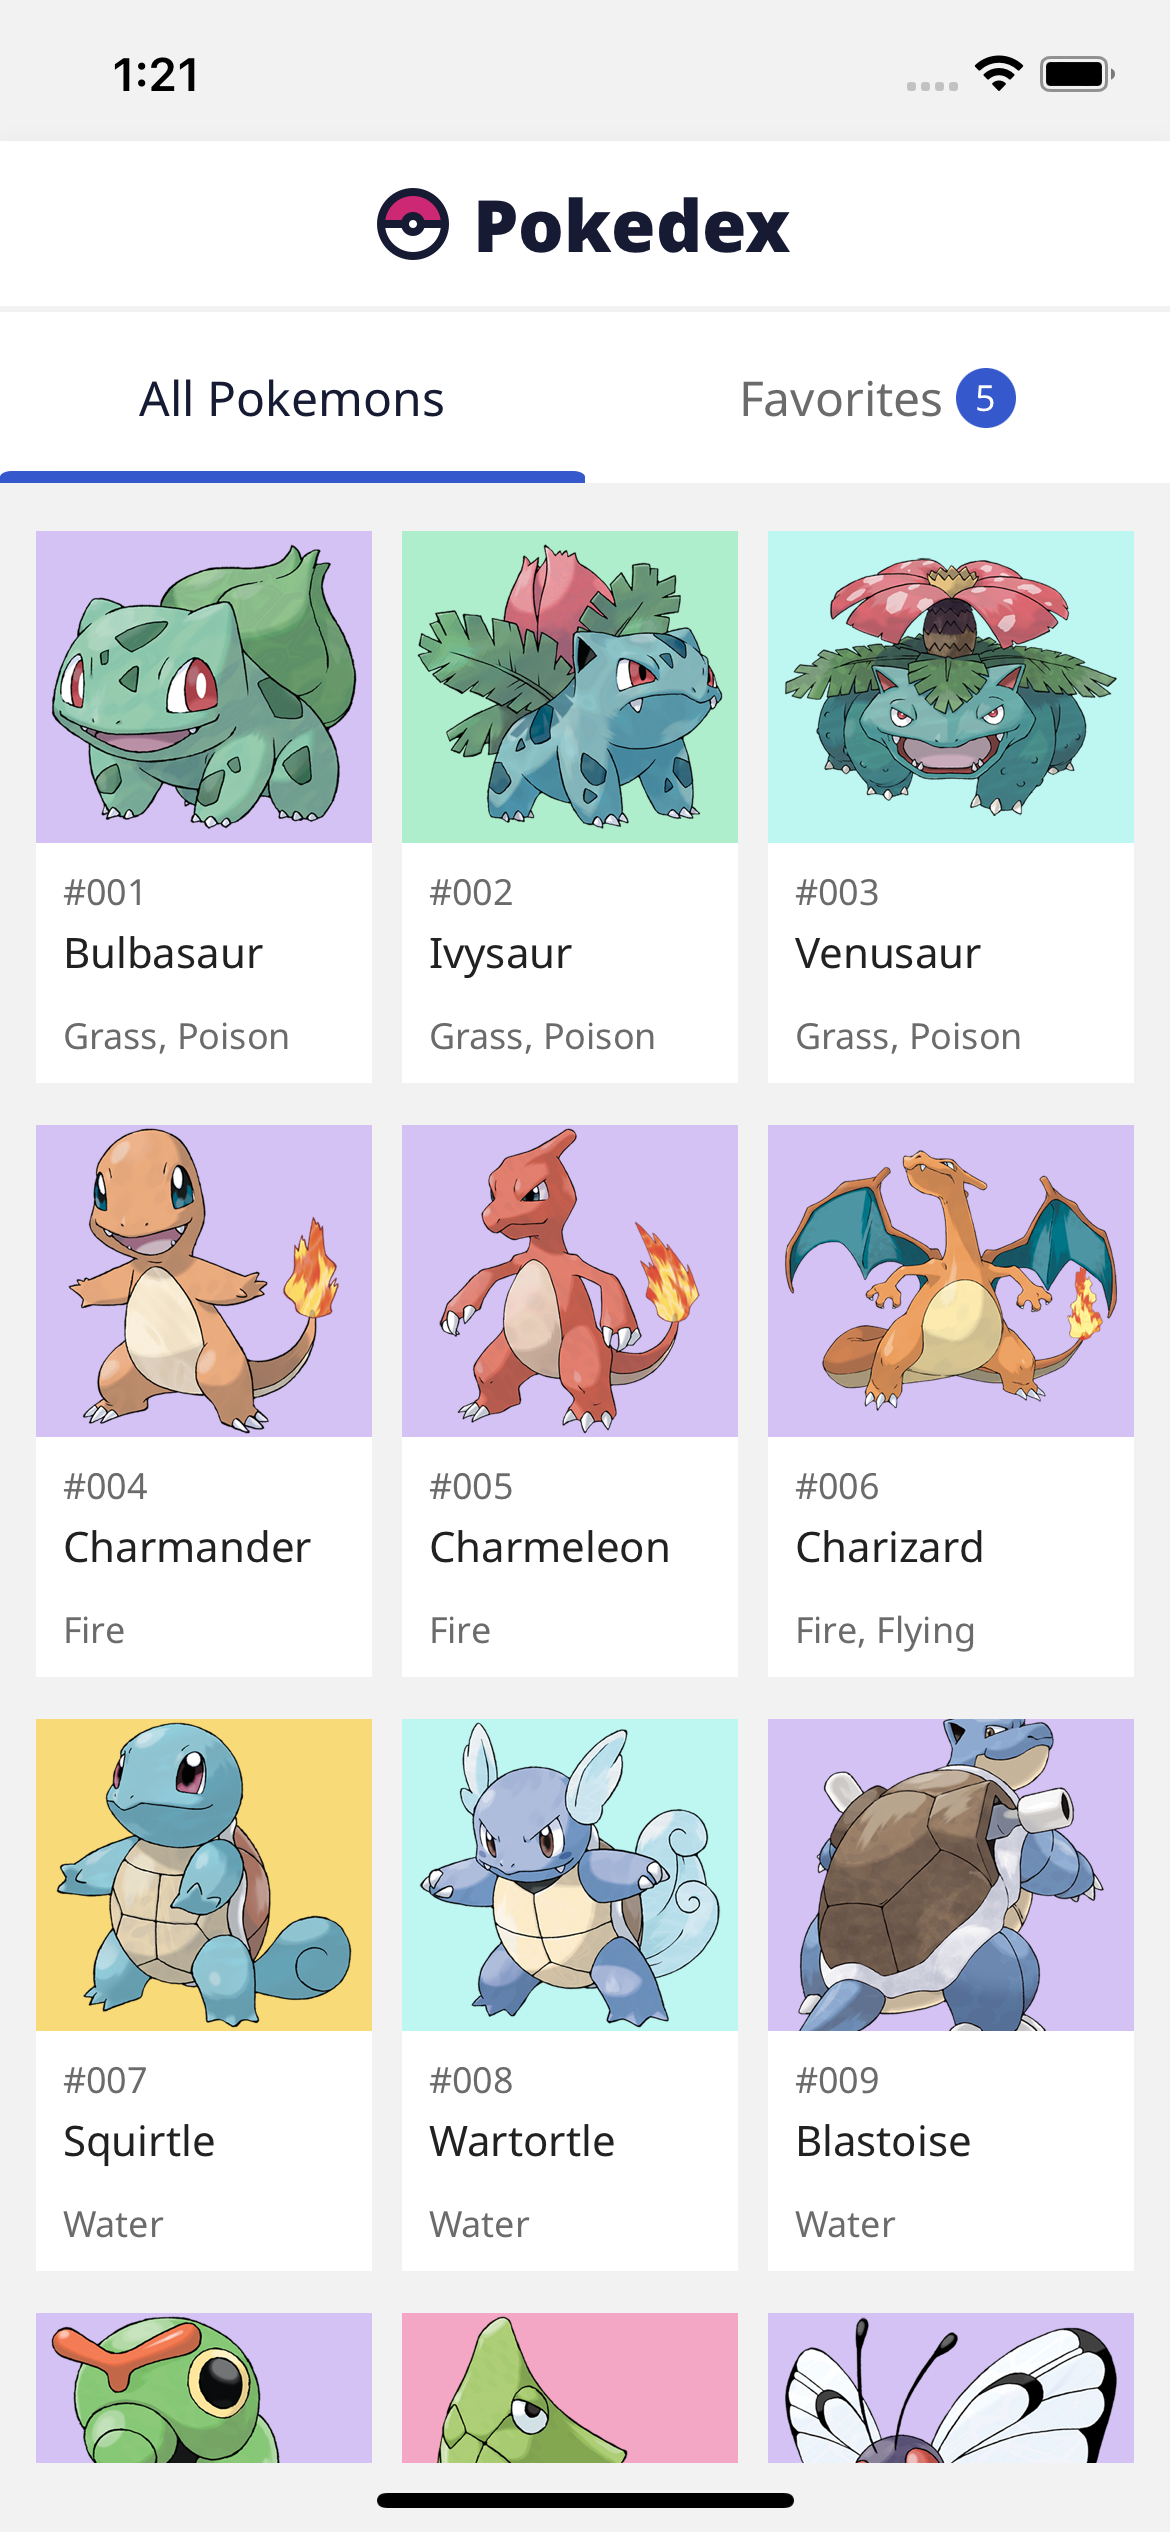 1:21
Pokedex
All Pokemons Favorites 5
#001 #002 #003
Bulbasaur Ivysaur Venusaur
Grass, Poison Grass, Poison Grass, Poison
#004 #005 #006
Charmander Charmeleon Charizard
Fire Fire Fire, Flying
#007 #008 #009
Squirtle Wartortle Blastoise
Water Water Water